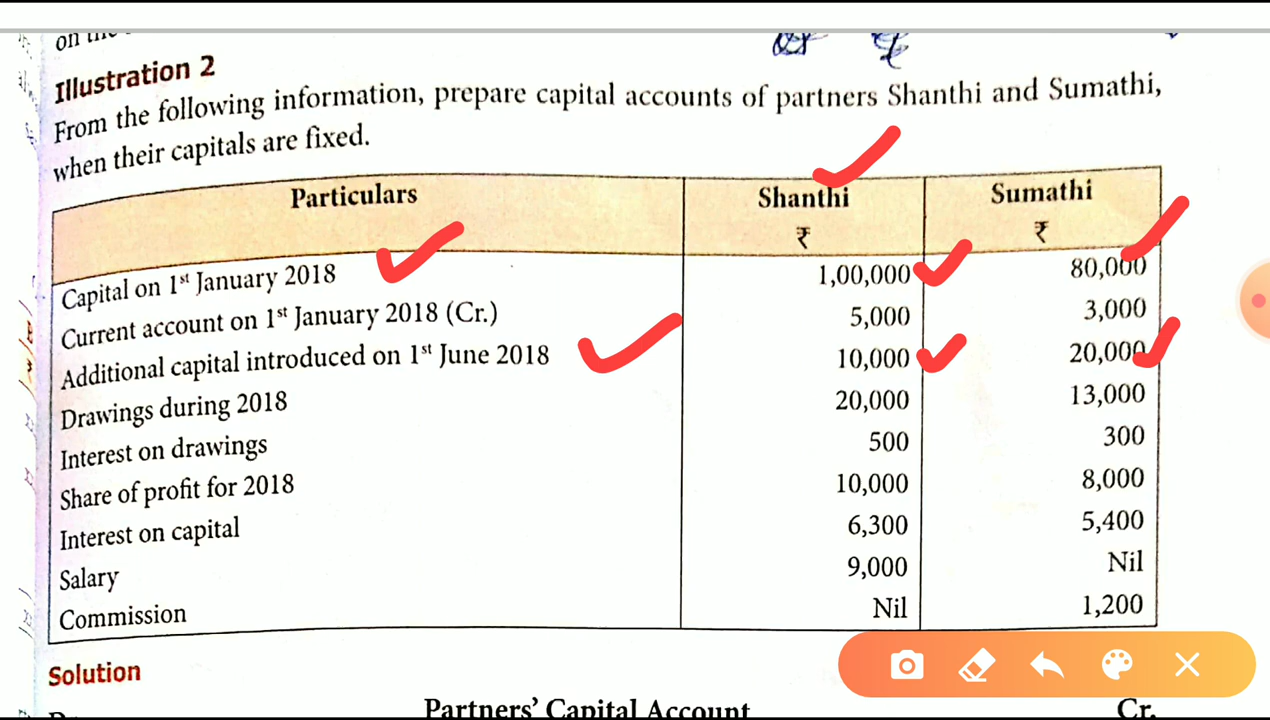 on
Illustration 2
From the following information, prepare capital accounts of partners Shanthi and Sumathi,
when their capitals are fixed.
Particulars Shanthi Sumathi
₹ ₹
Capital on 1st January 2018 1,00,000 80,000
Current account on 1st January 2018 (Cr.) 5,000 3,000
Additional capital introduced on 1st June 2018 10,000 20,000
Drawings during 2018 20,000 13,000
Interest on drawings 500 300
Share of profit for 2018 10,000 8,000
Interest on capital 6,300 5,400
Salary 9,000 Nil
Commission Nil 1,200
Solution
Partners' Capital Account Cr.